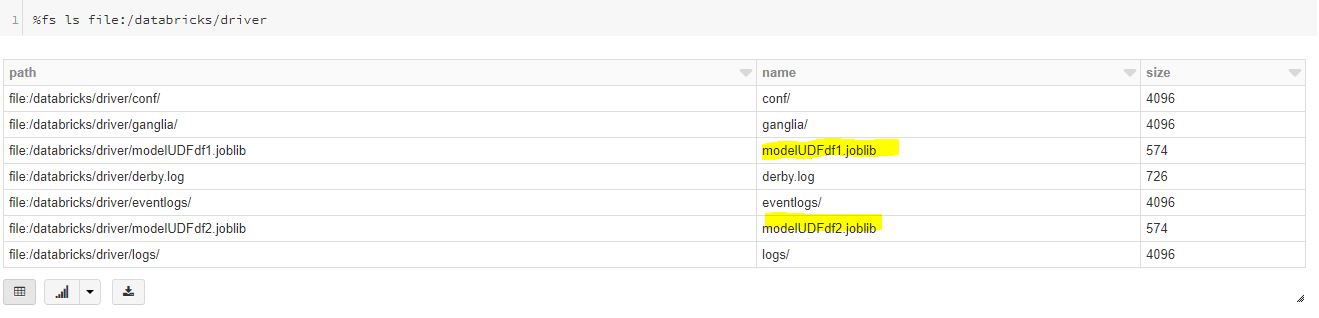 1 %fs ls file:/databricks/driver
path name size
file:/databricks/driver/conf/ conf/ 4096
file:/databricks/driver/ganglia/ ganglia/ 4096
file:/databricks/driver/modelUDFdf1.joblib modelUDFdf1.joblib 574
file:/databricks/driver/derby.log derby.log 726
file:/databricks/driver/eventlogs/ eventlogs/ 4096
file:/databricks/driver/modelUDFdf2.joblib modelUDFdf2.joblib 574
file:/databricks/driver/logs/ logs/ 4096